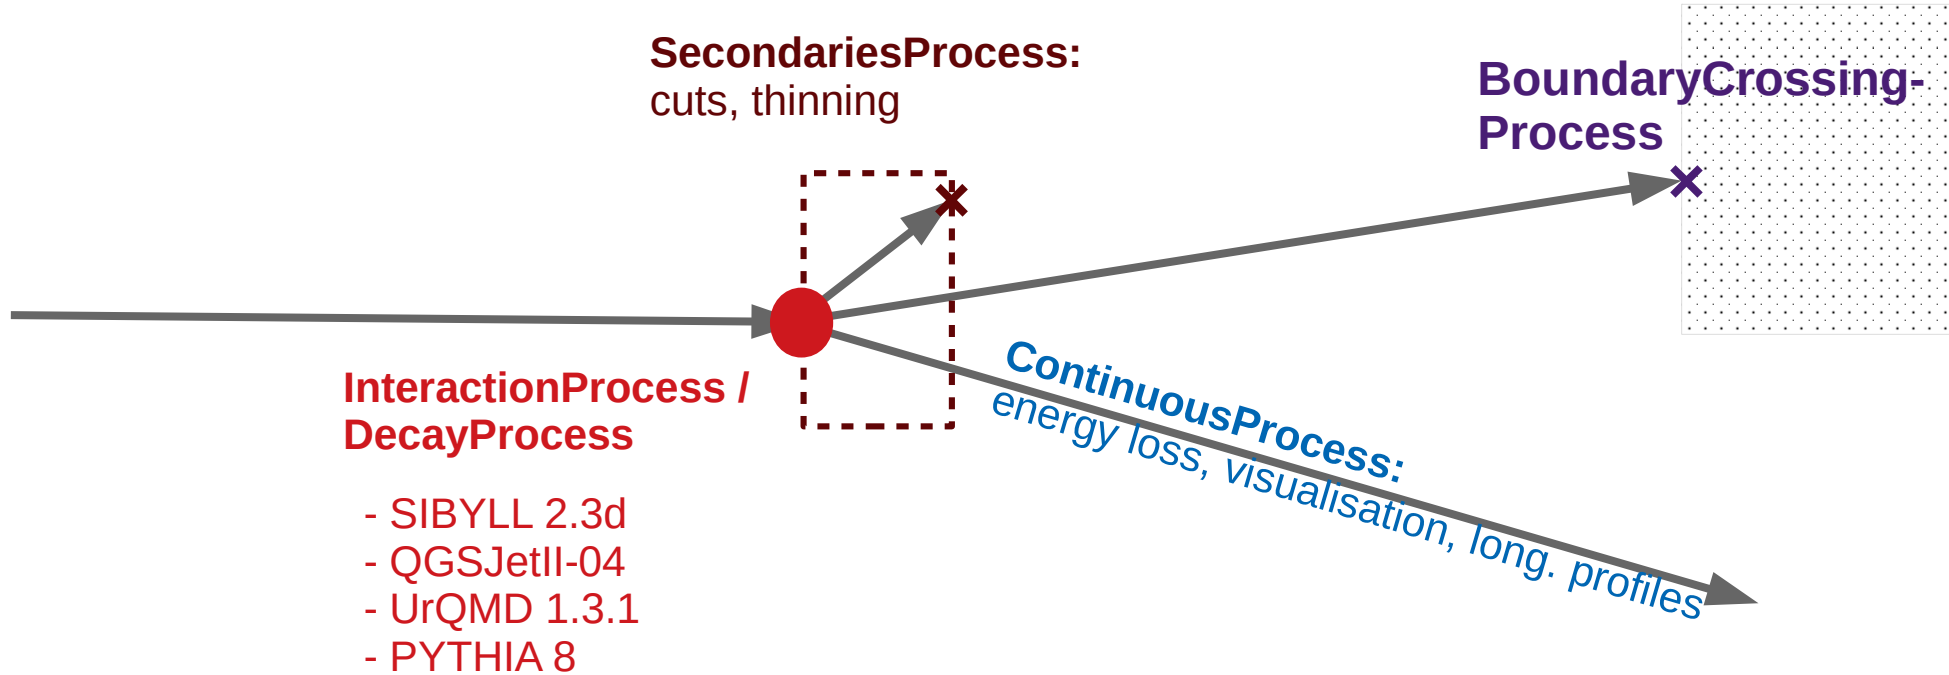 SecondariesProcess:
cuts, thinning
BoundaryCrossing-
Process
InteractionProcess /
DecayProcess
- SIBYLL 2.3d
- QGSJetII-04
- UrQMD 1.3.1
- PYTHIA 8
ContinuousProcess:
energy loss, visualisation, long. profiles